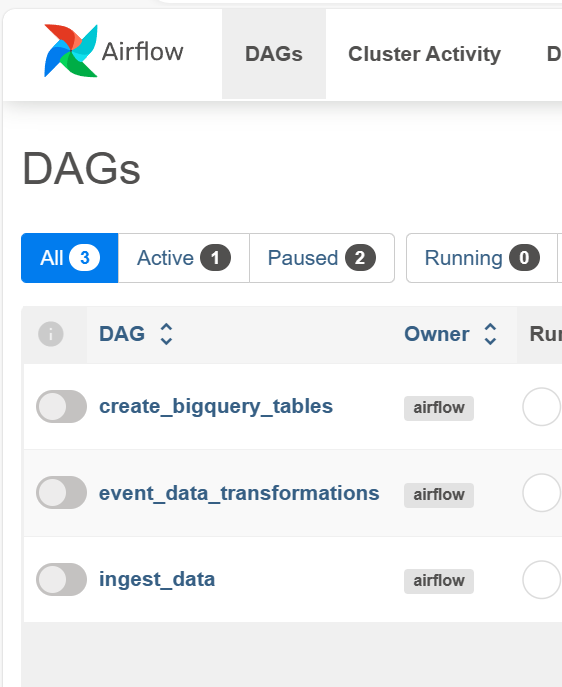 Airflow DAGs Cluster Activity D
DAGs
All 3 Active 1 Paused 2 Running 0
i DAG Owner Run
create_bigquery_tables airflow
event_data_transformations airflow
ingest_data airflow